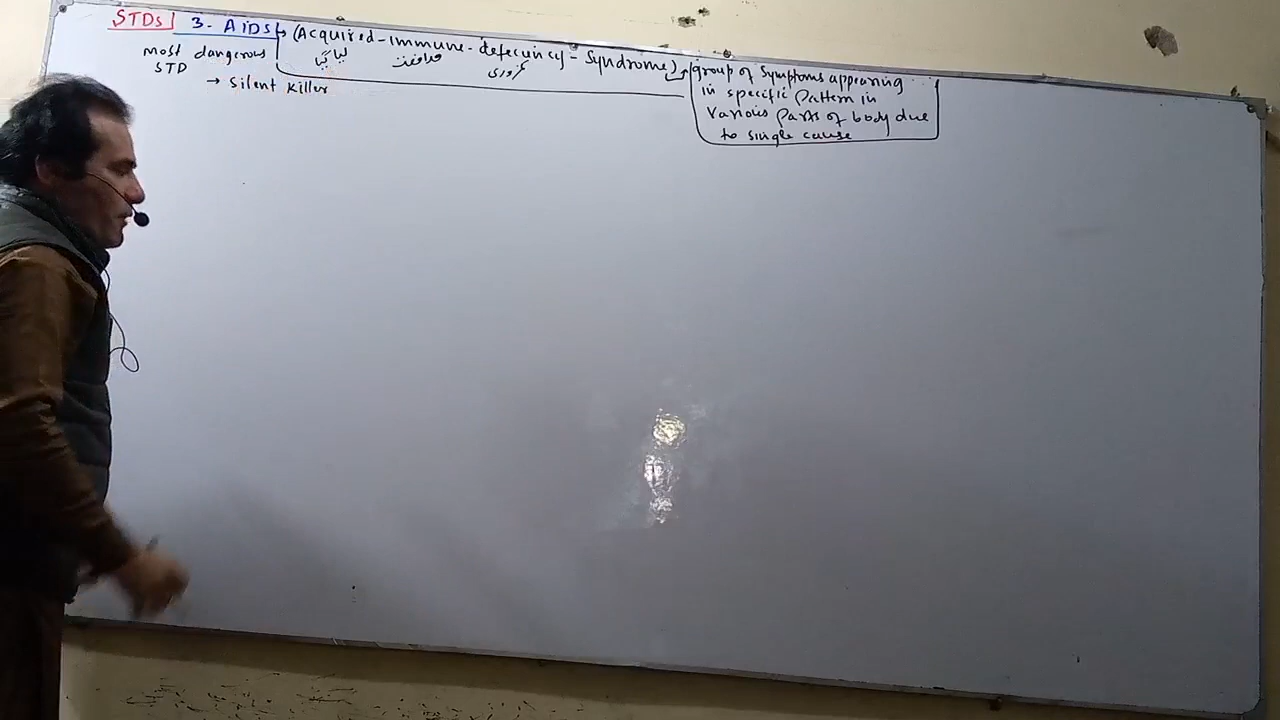 STDs 3. AIDS → (Acquired-immune-defecuincy-Syndrome)
لیا گیا مدافعت کمزوری
most dangerous
STD
→ silent killer
group of symptoms appearing
in specific pattern in
various parts of body due
to single cause